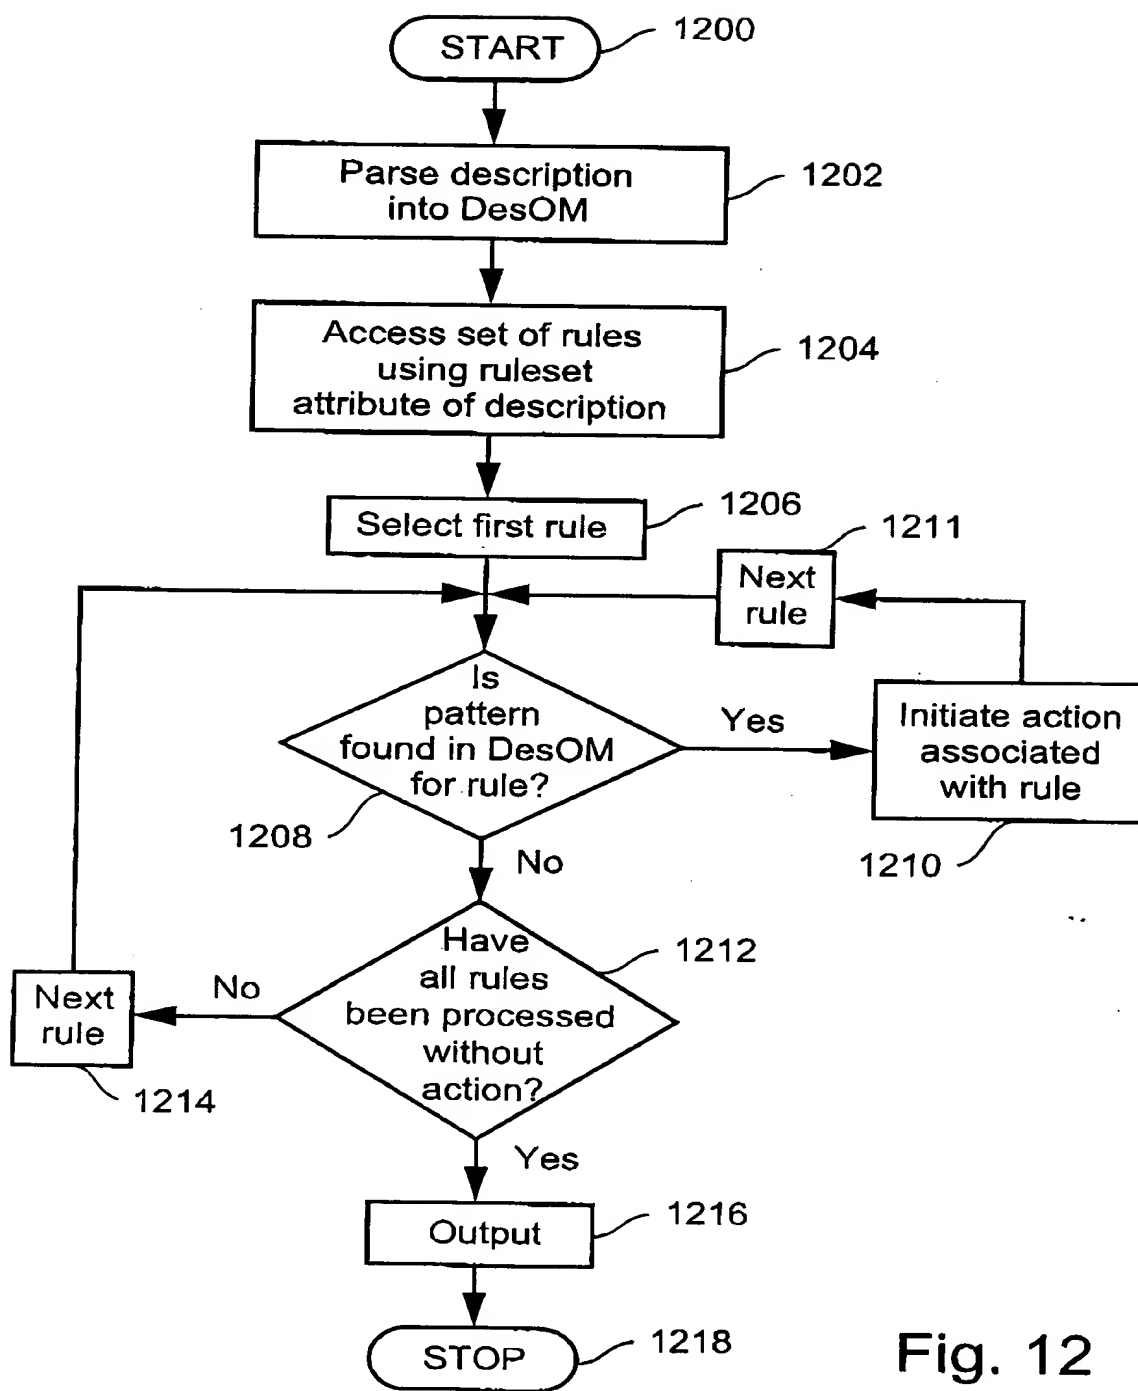 START
1200
Parse description
into DesOM
1202
Access set of rules
using ruleset
attribute of description
1204
Select first rule
1206
Next
rule
1211
Is
pattern
found in DesOM
for rule?
1208
Yes
Initiate action
associated
with rule
1210
No
Have
all rules
been processed
without
action?
1212
No
Next
rule
1214
Yes
Output
1216
STOP
1218
Fig. 12